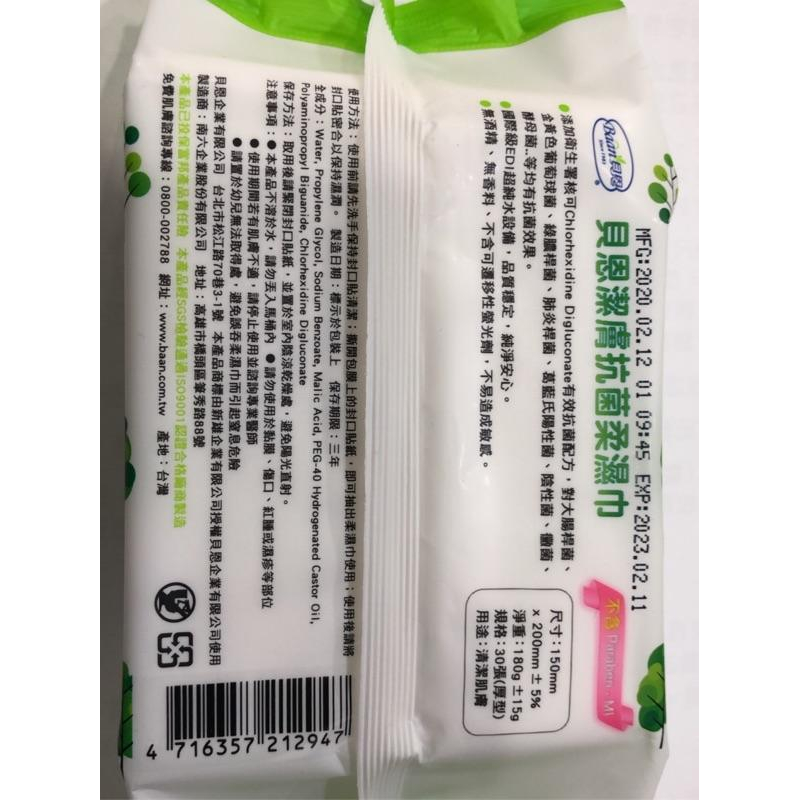 MFG:2020.02.12 01 09:45 EXP:2023.02.11
Baan貝恩
SINCE 1983
貝恩潔膚抗菌柔濕巾
不含 Paraben、MI
添加衛生署核可Chlorhexidine Digluconate有效抗菌配方，對大腸桿菌、
金黃色葡萄球菌、綠膿桿菌、肺炎桿菌、葛藍氏陽性菌、陰性菌、黴菌、
酵母菌..等均有抗菌效果。
國際級EDI超純水設備，品質穩定，純淨安心。
無酒精、無香料、不含可遷移性螢光劑，不易造成敏感。
尺寸：150mm
x 200mm ± 5%
淨重：180g ±15g
規格：30張(厚型)
用途：清潔肌膚
使用方法：使用前請先洗手保持封口貼清潔；撕開包膜上的封口貼紙，即可抽出柔濕巾使用；使用後請將
封口貼密合以保持濕潤。 製造日期：標示於包裝上 保存期限：三年
全成分：Water, Propylene Glycol, Sodium Benzoate, Malic Acid, PEG-40 Hydrogenated Castor Oil,
Polyaminopropyl Biguanide, Chlorhexidine Digluconate
保存方法：取用後請緊閉封口貼紙，並置於室內陰涼乾燥處，避免陽光直射。
注意事項：●本產品不溶於水，請勿丟入馬桶內 ●請勿使用於黏膜、傷口、紅腫或濕疹等部位
●使用期間若有肌膚不適，請停止使用並諮詢專業醫師
●請置於幼兒無法取得處，避免誤吞柔濕巾而引起窒息危險
貝恩企業有限公司 台北市松江路70巷3-1號 本產品商標由新雄企業有限公司授權貝恩企業有限公司使用
製造商：南六企業股份有限公司 地址：高雄市橋頭區筆秀路88號
本產品已投保富邦產品責任險 本產品經SGS檢驗通過 ISO9001認證合格廠商製造
免費肌膚諮詢專線：0800-002788 網址：www.baan.com.tw 產地：台灣
4 716357 212947